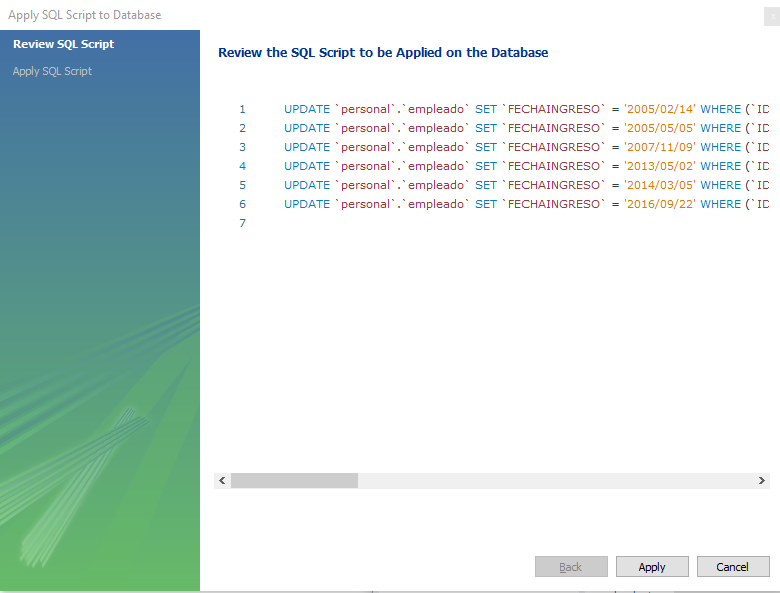 Apply SQL Script to Database
Review SQL Script
Apply SQL Script
Review the SQL Script to be Applied on the Database
1 UPDATE `personal`.`empleado` SET `FECHAINGRESO` = '2005/02/14' WHERE (`ID
2 UPDATE `personal`.`empleado` SET `FECHAINGRESO` = '2005/05/05' WHERE (`ID
3 UPDATE `personal`.`empleado` SET `FECHAINGRESO` = '2007/11/09' WHERE (`ID
4 UPDATE `personal`.`empleado` SET `FECHAINGRESO` = '2013/05/02' WHERE (`ID
5 UPDATE `personal`.`empleado` SET `FECHAINGRESO` = '2014/03/05' WHERE (`ID
6 UPDATE `personal`.`empleado` SET `FECHAINGRESO` = '2016/09/22' WHERE (`ID
7
Back Apply Cancel